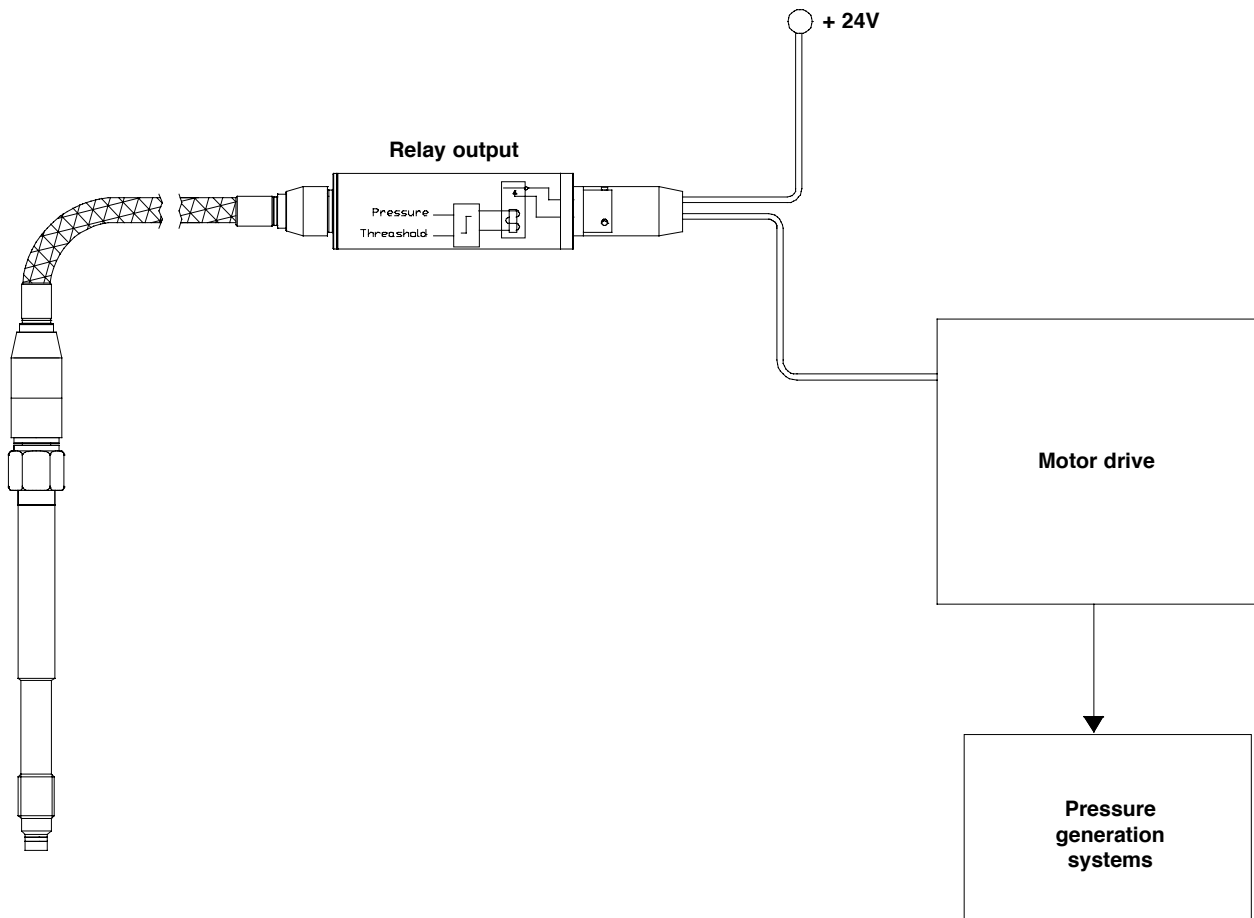 + 24V
Relay output
Pressure
Threashold
Motor drive
Pressure
generation
systems